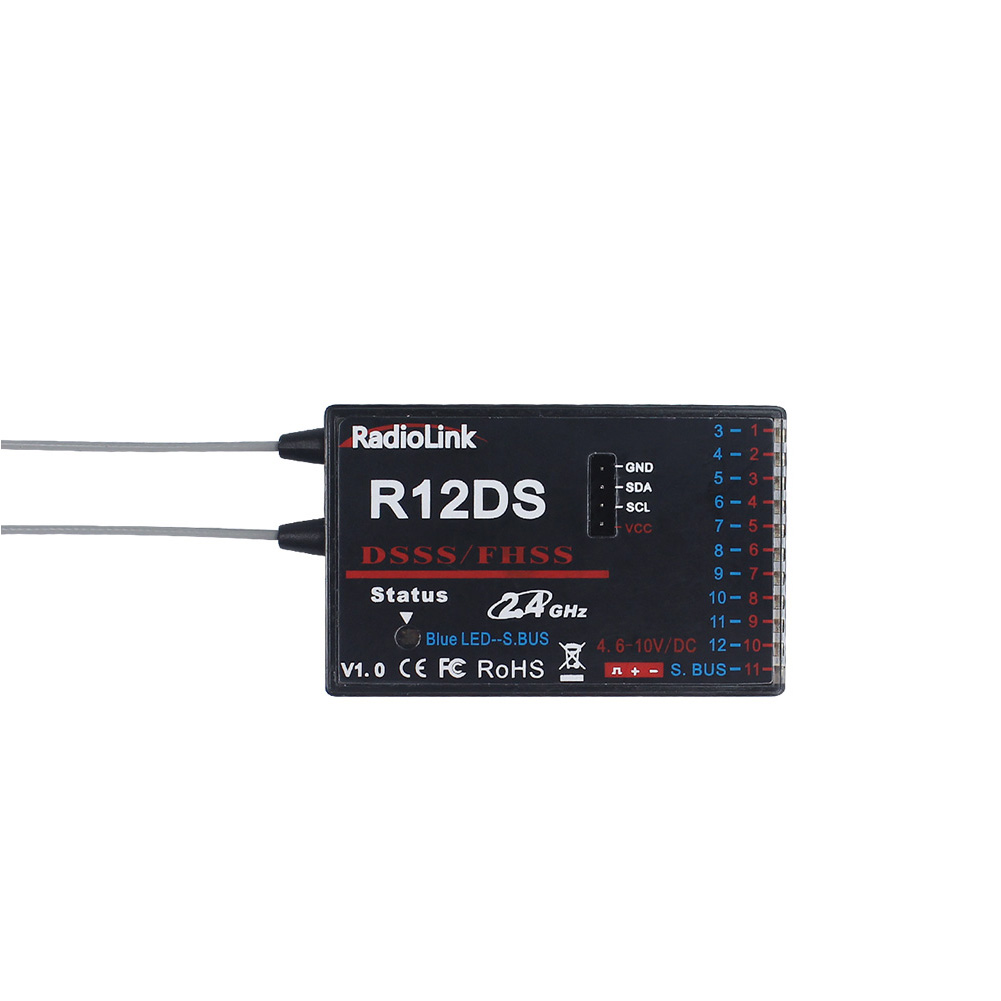 RadioLink
R12DS
DSSS/FHSS
Status
2.4GHz
Blue LED--S.BUS
V1.0 CE FC RoHS
GND
SDA
SCL
VCC
4.6-10V/DC
+ -
3-1
4-2
5-3
6-4
7-5
8-6
9-7
10-8
11-9
12-10
S.BUS-11